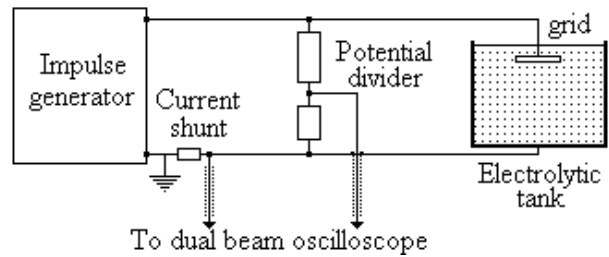 Impulse
generator
Current
shunt
Potential
divider
grid
Electrolytic
tank
To dual beam oscilloscope